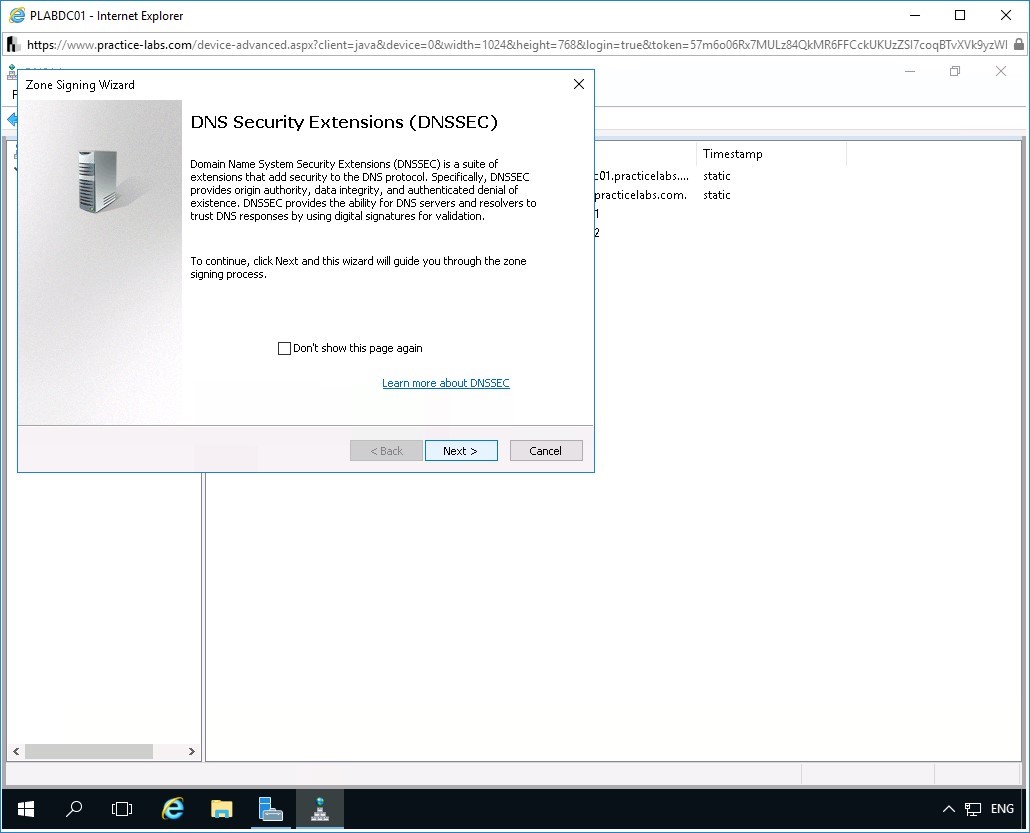 PLABDC01 - Internet Explorer
https://www.practice-labs.com/device-advanced.aspx?client=java&device=0&width=1024&height=768&login=true&token=57m6o06Rx7MULz84QkMR6FFCckUKUzZSI7coqBTvXVk9yzWl
Zone Signing Wizard
DNS Security Extensions (DNSSEC)
Domain Name System Security Extensions (DNSSEC) is a suite of
extensions that add security to the DNS protocol. Specifically, DNSSEC
provides origin authority, data integrity, and authenticated denial of
existence. DNSSEC provides the ability for DNS servers and resolvers to
trust DNS responses by using digital signatures for validation.
To continue, click Next and this wizard will guide you through the zone
signing process.
Don't show this page again
Learn more about DNSSEC
< Back Next > Cancel
Timestamp
c01.practicelabs.... static
practicelabs.com. static
1
2
ENG